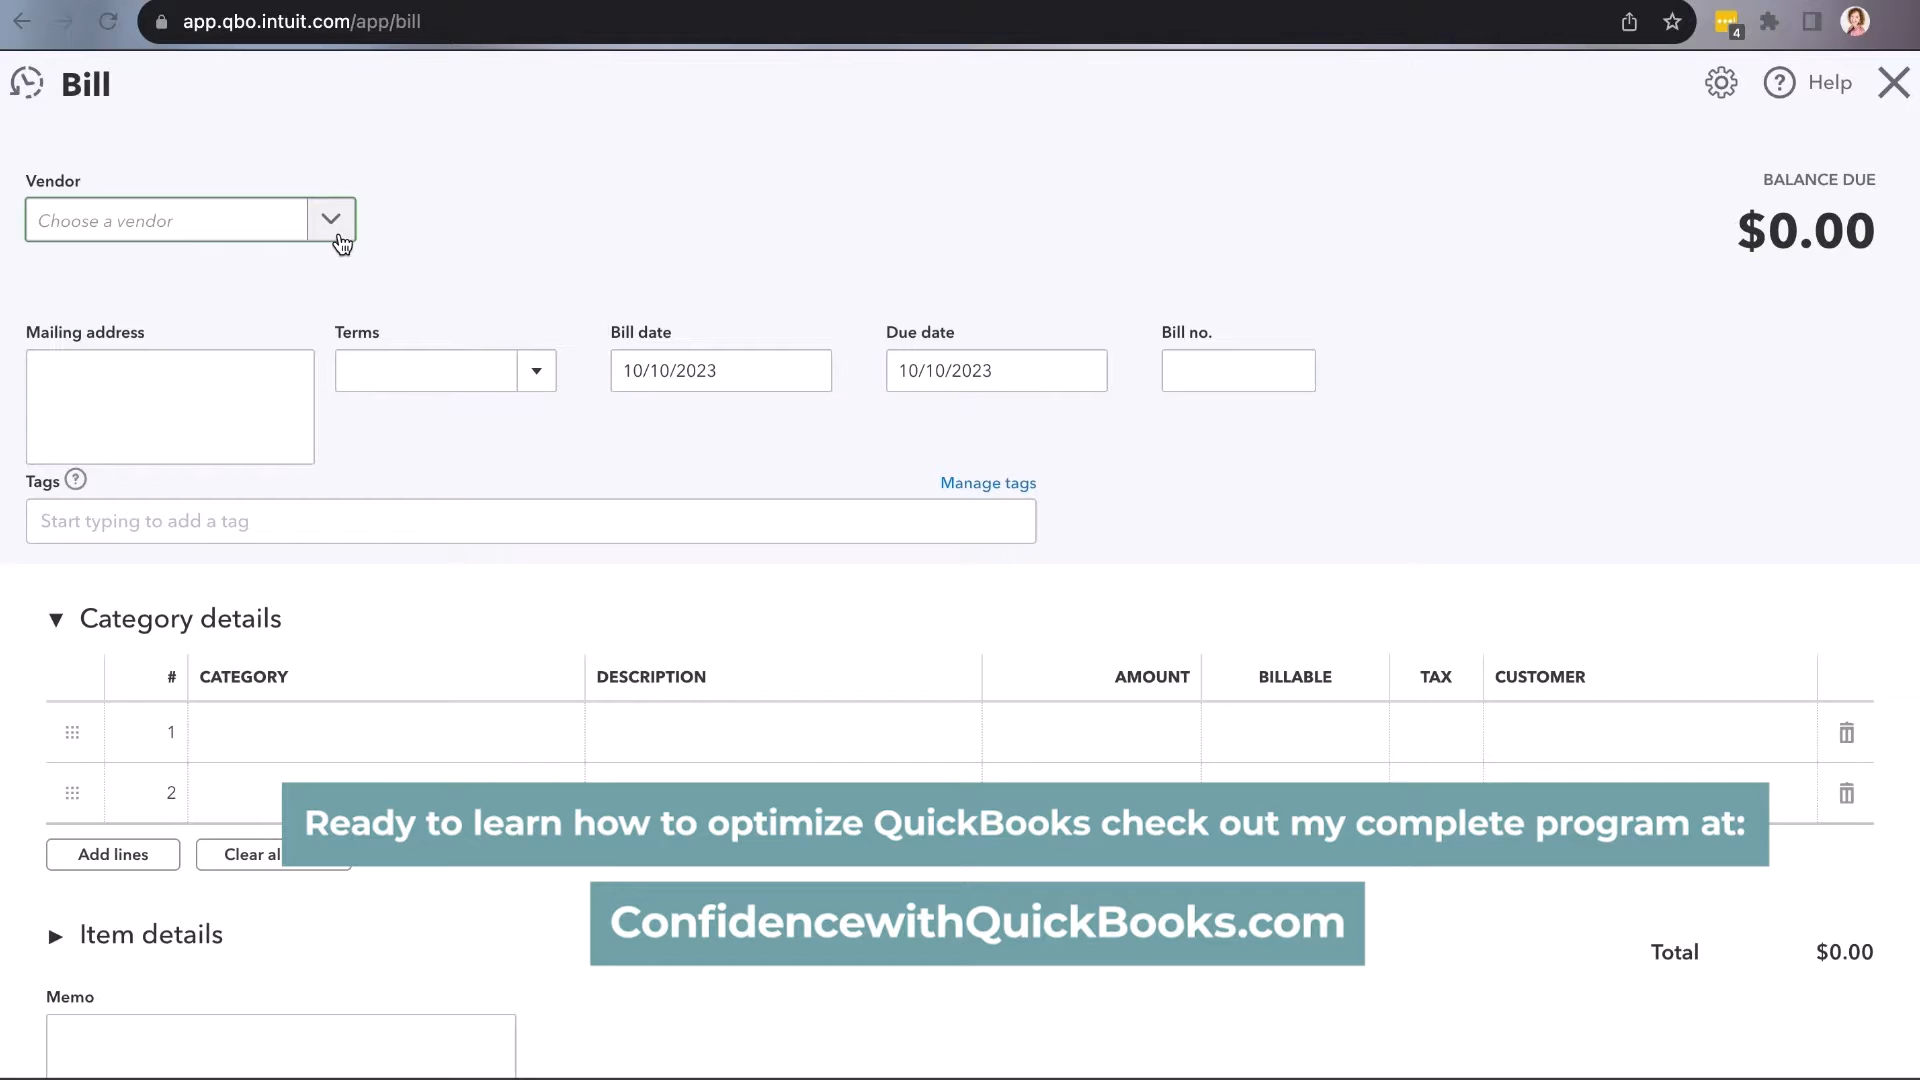 app.qbo.intuit.com/app/bill
4
Bill
Help
Vendor
BALANCE DUE
Choose a vendor
$0.00
Mailing address
Terms
Bill date
Due date
Bill no.
10/10/2023
10/10/2023
Tags
Manage tags
Start typing to add a tag
Category details
# CATEGORY DESCRIPTION AMOUNT BILLABLE TAX CUSTOMER
1
2
Ready to learn how to optimize QuickBooks check out my complete program at:
Add lines
Clear al
ConfidencewithQuickBooks.com
Item details
Total $0.00
Memo